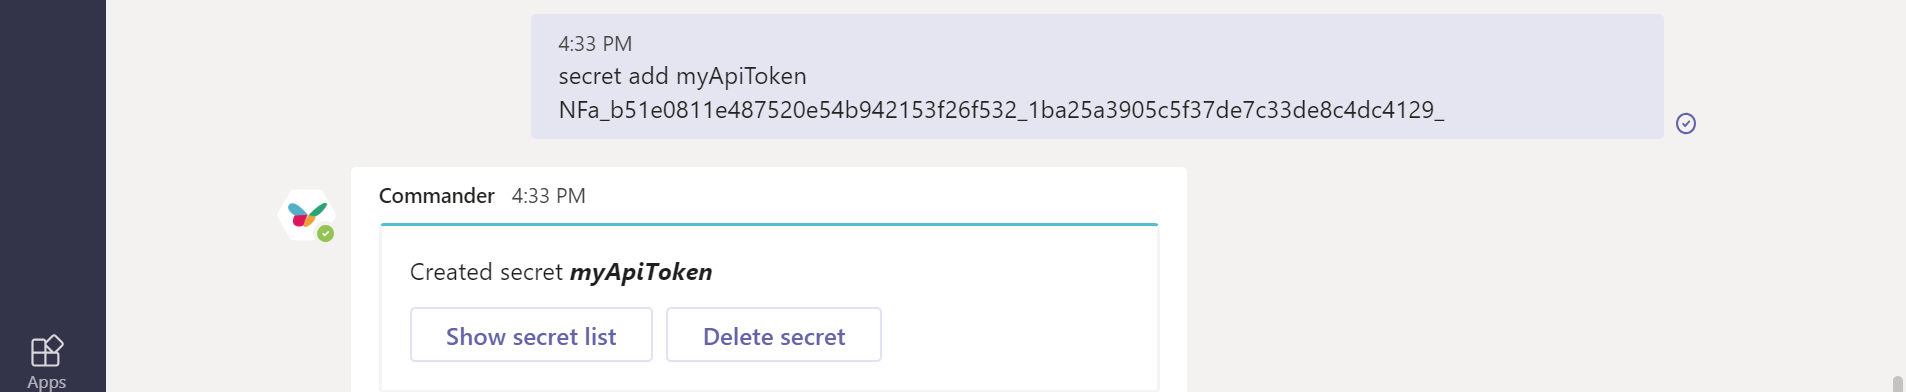 4:33 PM
secret add myApiToken
NFa_b51e0811e487520e54b942153f26f532_1ba25a3905c5f37de7c33de8c4dc4129_
Commander 4:33 PM
Created secret myApiToken
Show secret list Delete secret
Apps